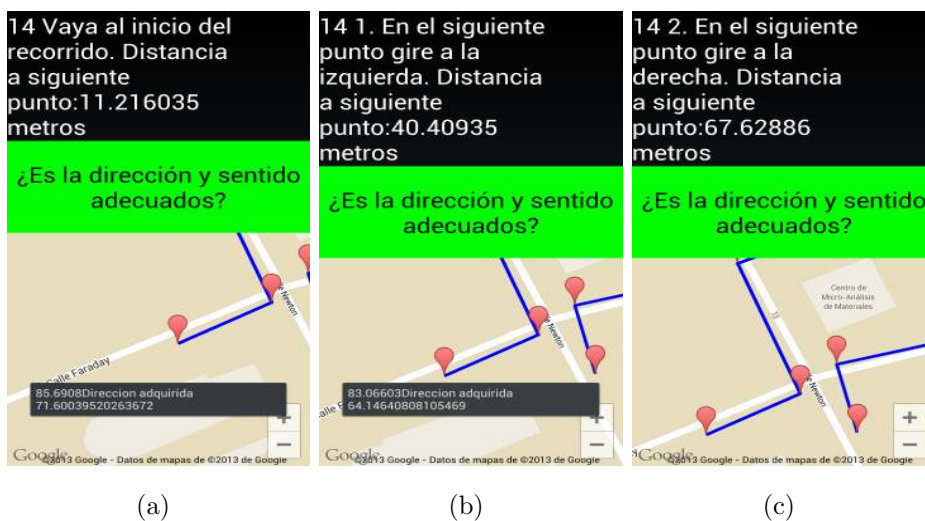 14 Vaya al inicio del
recorrido. Distancia
a siguiente
punto:11.216035
metros
¿Es la dirección y sentido
adecuados?
Newton
Calle Faraday
85.6908Direccion adquirida
71.60039520263672
+
−
Google
©2013 Google - Datos de mapas de ©2013 de Google
(a)
14 1. En el siguiente
punto gire a la
izquierda. Distancia
a siguiente
punto:40.40935
metros
¿Es la dirección y sentido
adecuados?
Newton
83.06603Direccion adquirida
64.14640808105469
+
−
Google
©2013 Google - Datos de mapas de ©2013 de Google
(b)
14 2. En el siguiente
punto gire a la
derecha. Distancia
a siguiente
punto:67.62886
metros
¿Es la dirección y sentido
adecuados?
Centro de
Micro-Análisis
de Materiales
Newton
+
−
Google
©2013 Google - Datos de mapas de ©2013 de Google
(c)